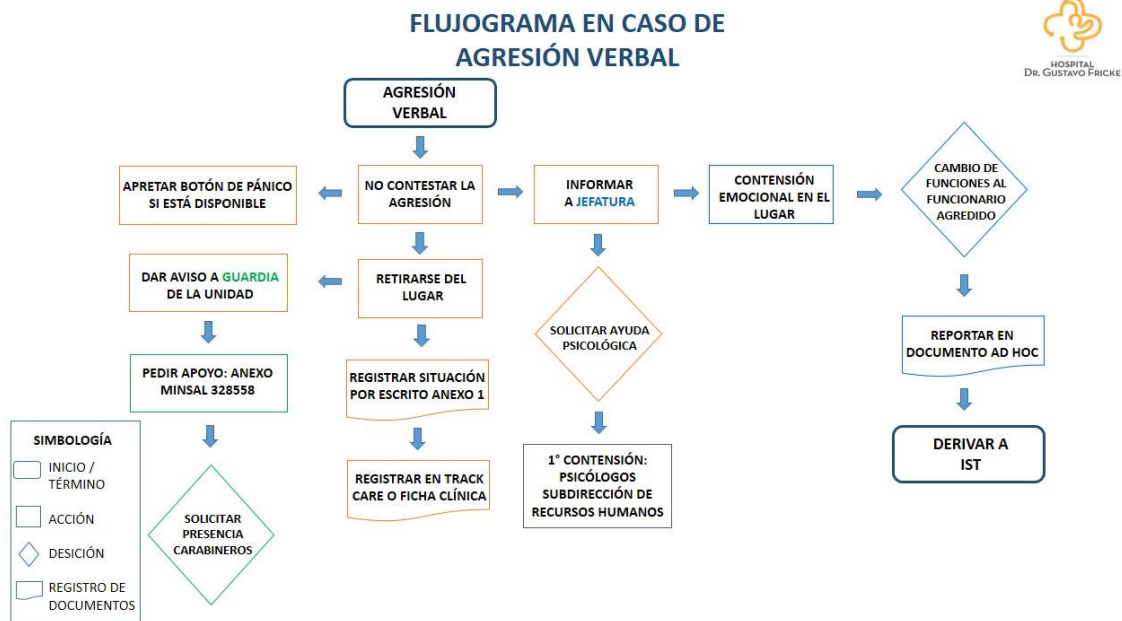 FLUJOGRAMA EN CASO DE
AGRESIÓN VERBAL
HOSPITAL
DR. GUSTAVO FRICKE
AGRESIÓN
VERBAL
APRETAR BOTÓN DE PÁNICO
SI ESTÁ DISPONIBLE
NO CONTESTAR LA
AGRESIÓN
INFORMAR
A JEFATURA
CONTENSIÓN
EMOCIONAL EN EL
LUGAR
CAMBIO DE
FUNCIONES AL
FUNCIONARIO
AGREDIDO
DAR AVISO A GUARDIA
DE LA UNIDAD
RETIRARSE DEL
LUGAR
SOLICITAR AYUDA
PSICOLÓGICA
REPORTAR EN
DOCUMENTO AD HOC
PEDIR APOYO: ANEXO
MINSAL 328558
REGISTRAR SITUACIÓN
POR ESCRITO ANEXO 1
DERIVAR A
IST
REGISTRAR EN TRACK
CARE O FICHA CLÍNICA
1° CONTENSIÓN:
PSICÓLOGOS
SUBDIRECCIÓN DE
RECURSOS HUMANOS
SOLICITAR
PRESENCIA
CARABINEROS
SIMBOLOGÍA
INICIO /
TÉRMINO
ACCIÓN
DESICIÓN
REGISTRO DE
DOCUMENTOS